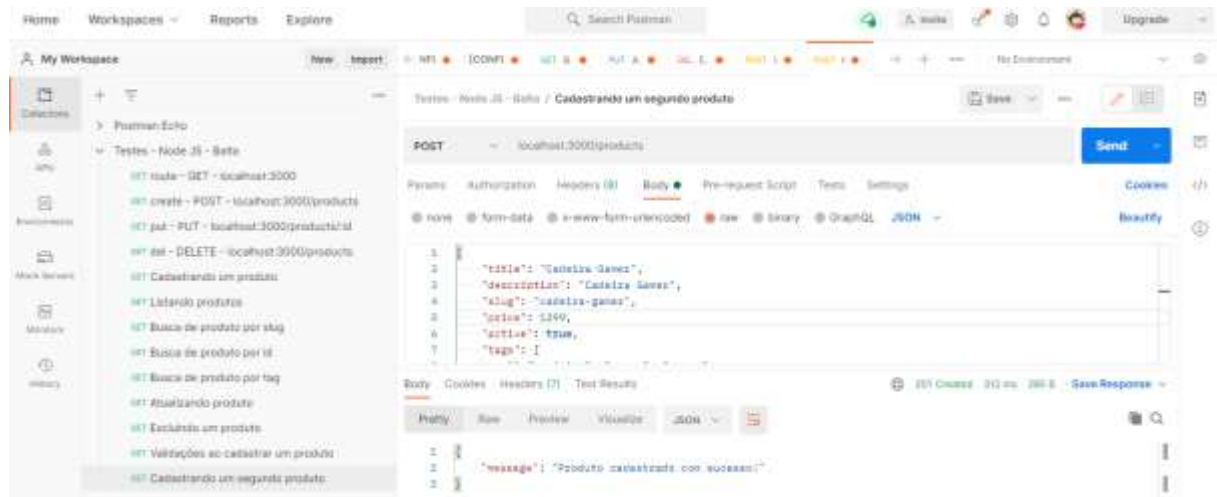 Home Workspaces Reports Explore Search Postman Invite Upgrade
My Workspace New Import No Environment
Collections
APIs
Environments
Mock Servers
Monitors
History
Postman Echo
Testes - Node JS - Balta
GET route - GET - localhost:3000
GET create - POST - localhost:3000/products
GET put - PUT - localhost:3000/products/:id
GET del - DELETE - localhost:3000/products
GET Cadastrando um produto
GET Listando produtos
GET Busca de produto por slug
GET Busca de produto por id
GET Busca de produto por tag
GET Atualizando produto
GET Excluindo um produto
GET Validações ao cadastrar um produto
GET Cadastrando um segundo produto
Testes - Node JS - Balta / Cadastrando um segundo produto Save
POST localhost:3000/products Send
Params Authorization Headers (8) Body Pre-request Script Tests Settings Cookies
none form-data x-www-form-urlencoded raw binary GraphQL JSON Beautify
1 {
2 "title": "Cadeira Gamer",
3 "description": "Cadeira Gamer",
4 "slug": "cadeira-gamer",
5 "price": 1299,
6 "active": true,
7 "tags": [
Body Cookies Headers (7) Test Results 201 Created Save Response
Pretty Raw Preview Visualize JSON
1 {
2 "message": "Produto cadastrado com sucesso!"
3 }